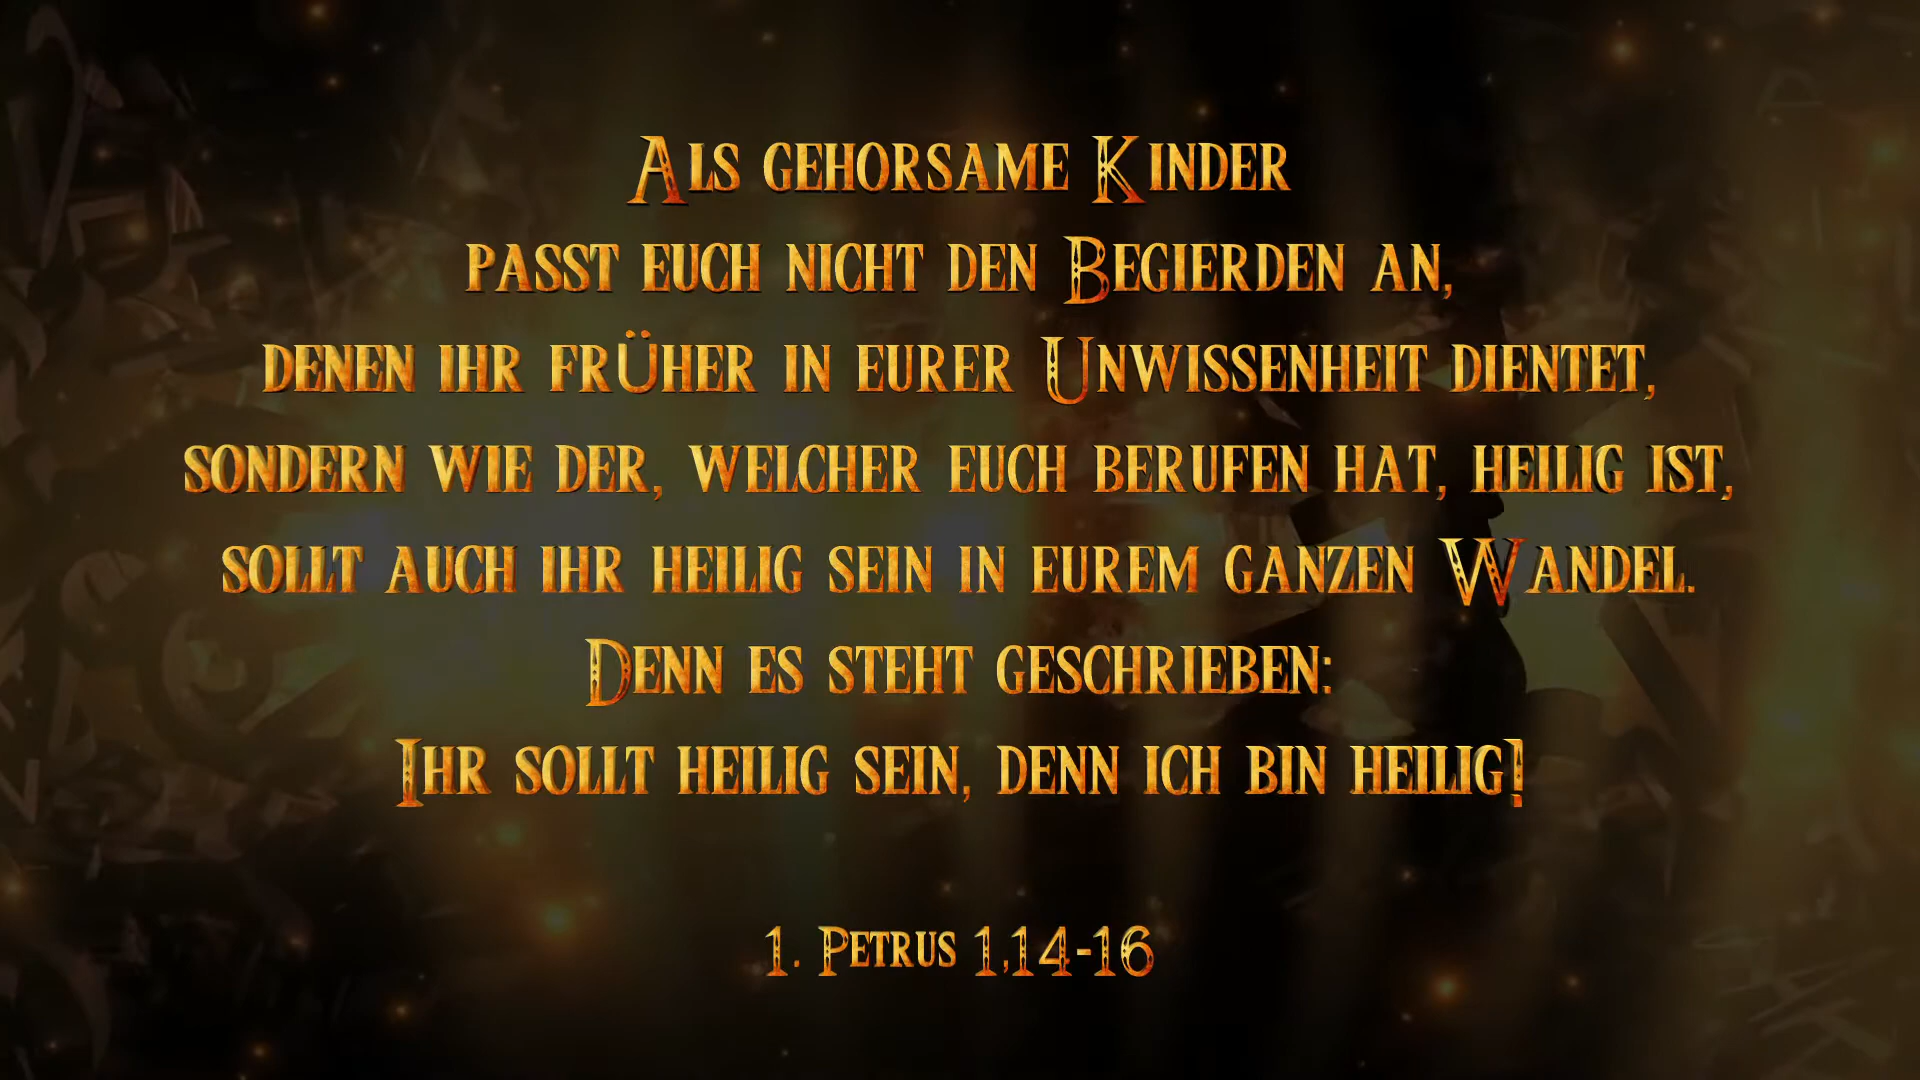 Als gehorsame Kinder
passt euch nicht den Begierden an,
denen ihr früher in eurer Unwissenheit dientet,
sondern wie der, welcher euch berufen hat, heilig ist,
sollt auch ihr heilig sein in eurem ganzen Wandel.
Denn es steht geschrieben:
Ihr sollt heilig sein, denn ich bin heilig!
1. Petrus 1,14-16